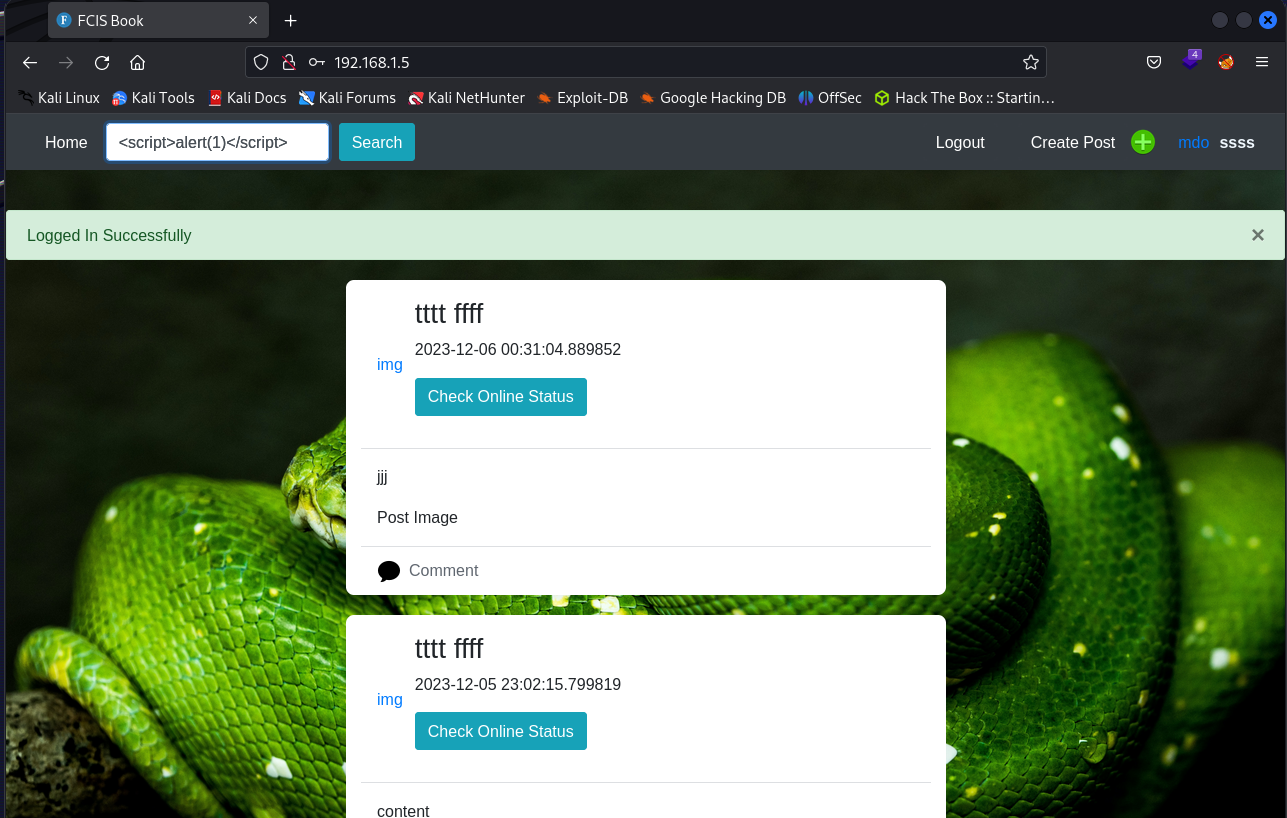 FCIS Book
4
192.168.1.5
Kali Linux Kali Tools Kali Docs Kali Forums Kali NetHunter Exploit-DB Google Hacking DB OffSec Hack The Box :: Startin…
Home <script>alert(1)</script> Search Logout Create Post mdo ssss
Logged In Successfully
tttt ffff
2023-12-06 00:31:04.889852
img
Check Online Status
jjj
Post Image
Comment
tttt ffff
2023-12-05 23:02:15.799819
img
Check Online Status
content